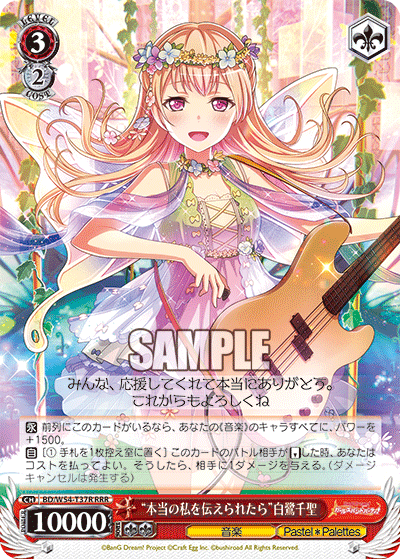 LEVEL
3
2
COST
SAMPLE
みんな、応援してくれて本当にありがとう。
これからもよろしくね
永 前列にこのカードがいるなら、あなたの《音楽》のキャラすべてに、パワーを
+1500。
自 [① 手札を1枚控え室に置く] このカードのバトル相手が した時、あなたは
コストを払ってよい。そうしたら、相手に1ダメージを与える。(ダメージ
キャンセルは発生する)
CH BD/W54-T37R RRR
10000
“本当の私を伝えられたら”白鷺千聖
音楽
Pastel*Palettes
©BanG Dream! Project ©Craft Egg Inc. ©bushiroad All Rights Reserved.